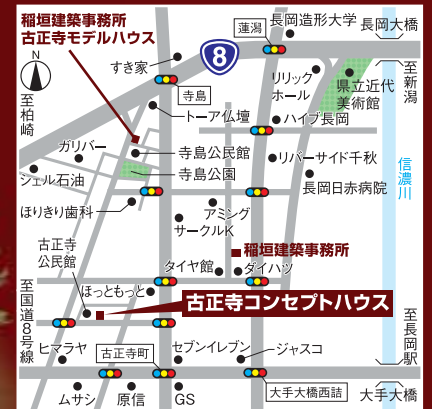 稲垣建築事務所
古正寺モデルハウス
蓮潟
長岡造形大学
長岡大橋
N
8
すき家
寺島
至柏崎
リリック
ホール
県立近代
美術館
至新潟
トーア仏壇
ハイブ長岡
ガリバー
寺島公民館
リバーサイド千秋
シェル石油
寺島公園
長岡日赤病院
信濃川
ほりきり歯科
アミング
サークルK
古正寺
公民館
稲垣建築事務所
タイヤ館
ダイハツ
ほっともっと
古正寺コンセプトハウス
至国道8号線
至長岡駅
ヒマラヤ
古正寺町
セブンイレブン
ジャスコ
ムサシ
原信
GS
大手大橋西詰
大手大橋